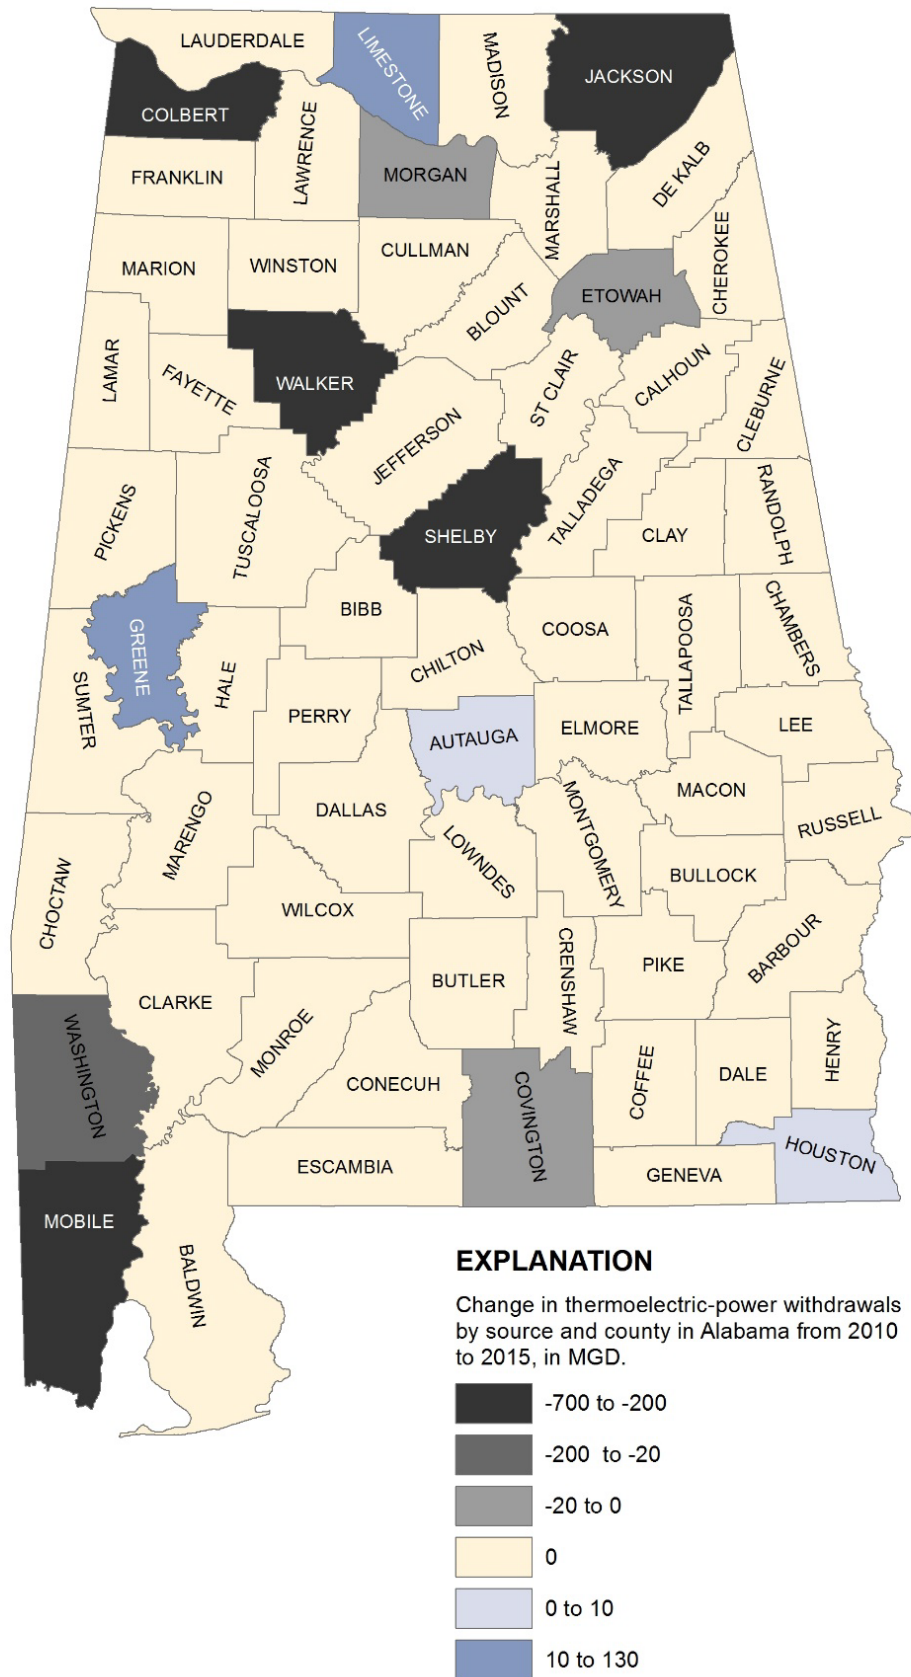 LAUDERDALE
LIMESTONE
MADISON
JACKSON
COLBERT
LAWRENCE
MORGAN
FRANKLIN
MARSHALL
DE KALB
CHEROKEE
MARION
WINSTON
CULLMAN
BLOUNT
ETOWAH
LAMAR
FAYETTE
WALKER
JEFFERSON
ST CLAIR
CALHOUN
CLEBURNE
PICKENS
TUSCALOOSA
SHELBY
TALLADEGA
CLAY
RANDOLPH
GREENE
BIBB
COOSA
TALLAPOOSA
CHAMBERS
SUMTER
HALE
PERRY
CHILTON
AUTAUGA
ELMORE
LEE
MARENGO
DALLAS
LOWNDES
MONTGOMERY
MACON
RUSSELL
BULLOCK
CHOCTAW
WILCOX
CLARKE
MONROE
BUTLER
CRENSHAW
PIKE
BARBOUR
WASHINGTON
CONECUH
COVINGTON
COFFEE
DALE
HENRY
HOUSTON
ESCAMBIA
GENEVA
MOBILE
BALDWIN
EXPLANATION
Change in thermoelectric-power withdrawals
by source and county in Alabama from 2010
to 2015, in MGD.
-700 to -200
-200 to -20
-20 to 0
0
0 to 10
10 to 130